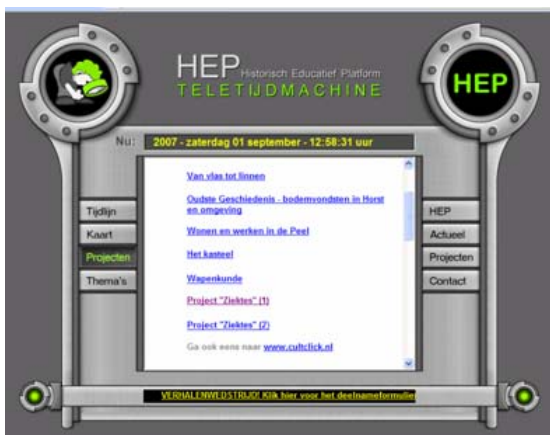 HEP Historisch Educatief Platform
TELETIJDMACHINE
HEP
Nu: 2007 - zaterdag 01 september - 12:58:31 uur
Van vlas tot linnen
Oudste Geschiedenis - bodemvondsten in Horst
en omgeving
Wonen en werken in de Peel
Het kasteel
Wapenkunde
Project "Ziektes" (1)
Project "Ziektes" (2)
Ga ook eens naar www.cultclick.nl
Tijdlijn
Kaart
Projecten
Thema's
HEP
Actueel
Projecten
Contact
VERHALENWEDSTRIJD! Klik hier voor het deelnameformulier